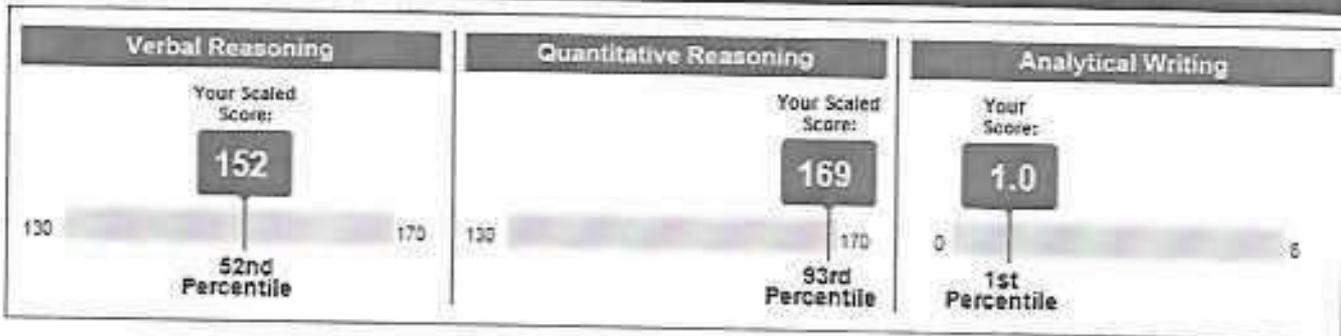 Verbal Reasoning
Your Scaled
Score:
152
130
170
52nd
Percentile
Quantitative Reasoning
Your Scaled
Score:
169
130
170
93rd
Percentile
Analytical Writing
Your
Score:
1.0
0
6
1st
Percentile